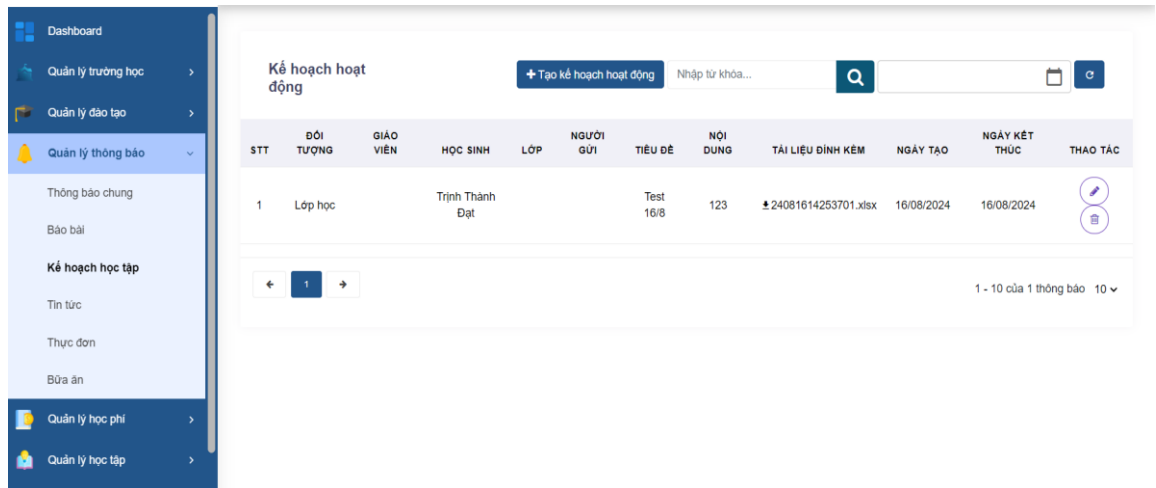 Dashboard
Quản lý trường học
Quản lý đào tạo
Quản lý thông báo
Thông báo chung
Báo bài
Kế hoạch học tập
Tin tức
Thực đơn
Bữa ăn
Quản lý học phí
Quản lý học tập
Kế hoạch hoạt
động
+ Tạo kế hoạch hoạt động
Nhập từ khóa...
STT ĐỐI TƯỢNG GIÁO VIÊN HỌC SINH LỚP NGƯỜI GỬI TIÊU ĐỀ NỘI DUNG TÀI LIỆU ĐÍNH KÈM NGÀY TẠO NGÀY KẾT THÚC THAO TÁC
1 Lớp học Trịnh Thành Đạt Test 16/8 123 24081614253701.xlsx 16/08/2024 16/08/2024
1
1 - 10 của 1 thông báo 10